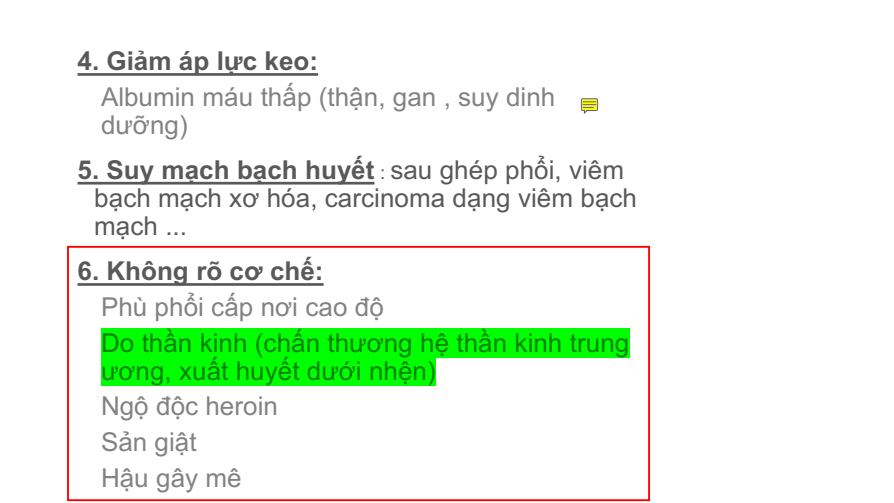 4. Giảm áp lực keo:
Albumin máu thấp (thận, gan , suy dinh
dưỡng)
5. Suy mạch bạch huyết : sau ghép phổi, viêm
bạch mạch xơ hóa, carcinoma dạng viêm bạch
mạch ...
6. Không rõ cơ chế:
Phù phổi cấp nơi cao độ
Do thần kinh (chấn thương hệ thần kinh trung
ương, xuất huyết dưới nhện)
Ngộ độc heroin
Sản giật
Hậu gây mê